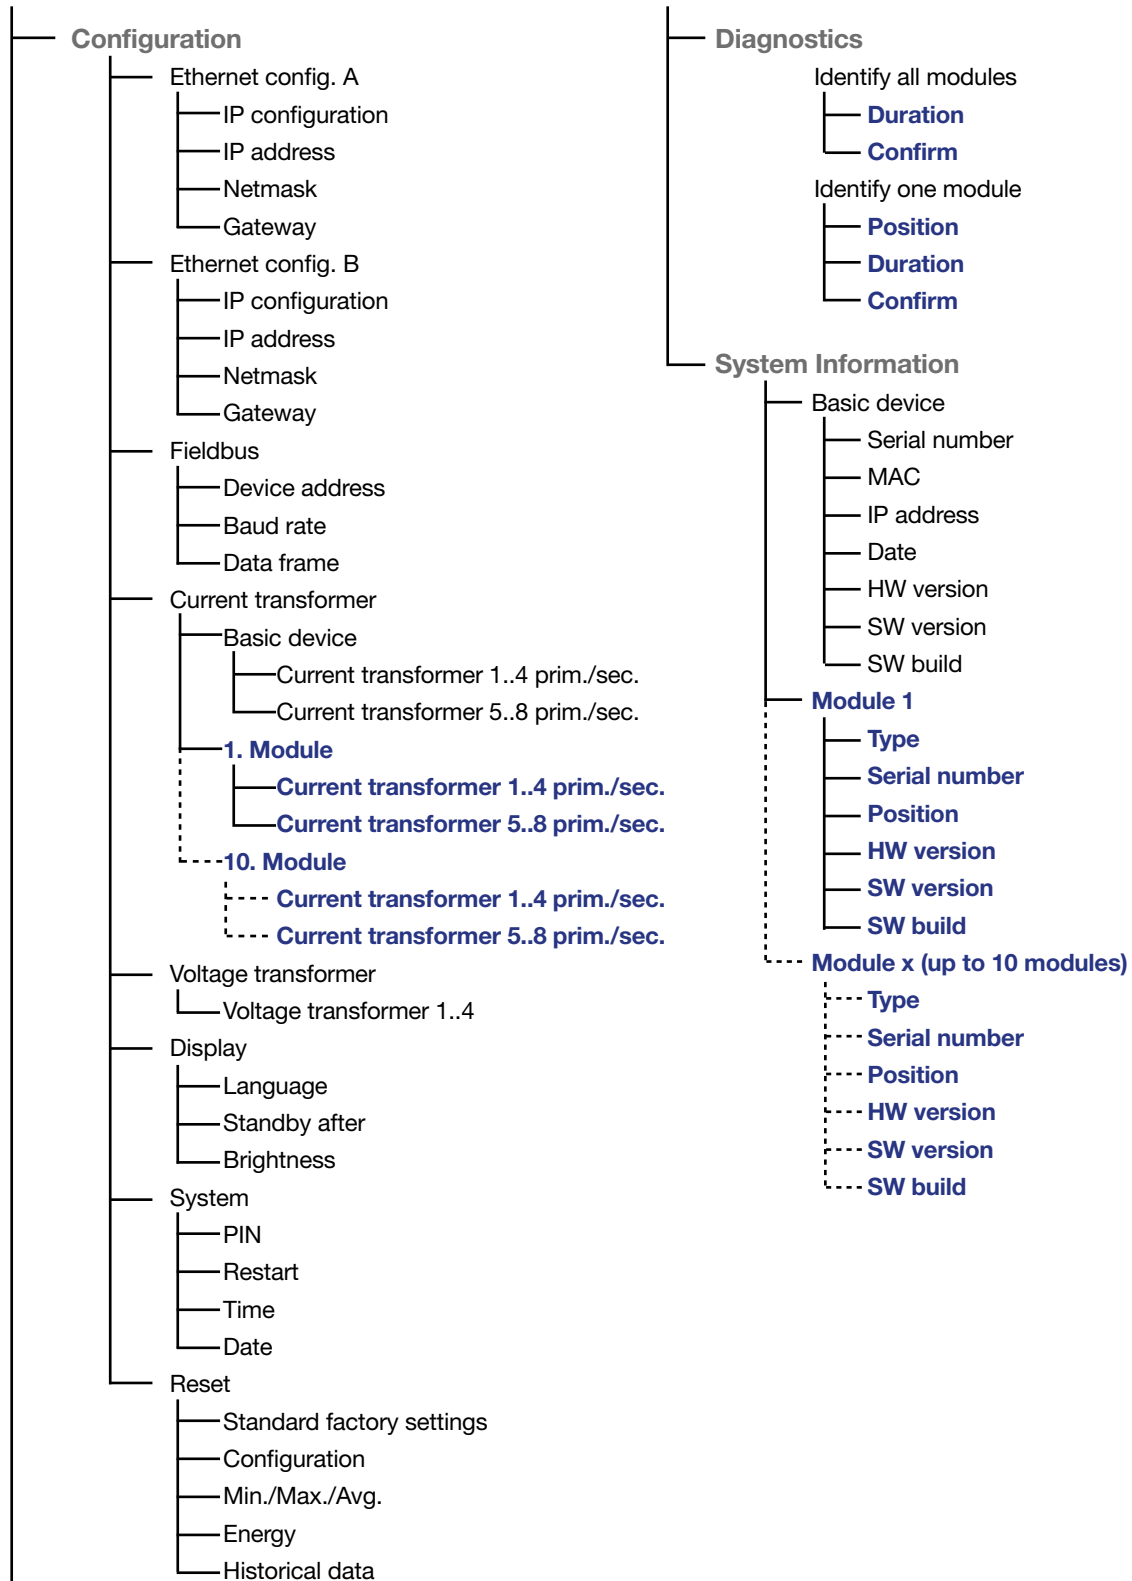 Configuration
Ethernet config. A
IP configuration
IP address
Netmask
Gateway
Ethernet config. B
IP configuration
IP address
Netmask
Gateway
Fieldbus
Device address
Baud rate
Data frame
Current transformer
Basic device
Current transformer 1..4 prim./sec.
Current transformer 5..8 prim./sec.
1. Module
Current transformer 1..4 prim./sec.
Current transformer 5..8 prim./sec.
10. Module
Current transformer 1..4 prim./sec.
Current transformer 5..8 prim./sec.
Voltage transformer
Voltage transformer 1..4
Display
Language
Standby after
Brightness
System
PIN
Restart
Time
Date
Reset
Standard factory settings
Configuration
Min./Max./Avg.
Energy
Historical data
Diagnostics
Identify all modules
Duration
Confirm
Identify one module
Position
Duration
Confirm
System Information
Basic device
Serial number
MAC
IP address
Date
HW version
SW version
SW build
Module 1
Type
Serial number
Position
HW version
SW version
SW build
Module x (up to 10 modules)
Type
Serial number
Position
HW version
SW version
SW build